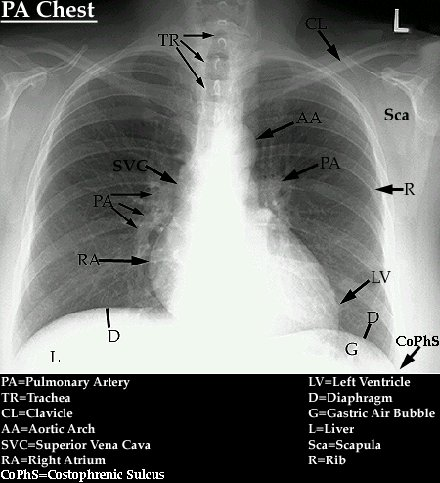 PA Chest
L
CL
TR
Sca
AA
SVC
PA
PA
R
RA
LV
D
D
CoPhS
L
G
PA=Pulmonary Artery
TR=Trachea
CL=Clavicle
AA=Aortic Arch
SVC=Superior Vena Cava
RA=Right Atrium
CoPhS=Costophrenic Sulcus
LV=Left Ventricle
D=Diaphragm
G=Gastric Air Bubble
L=Liver
Sca=Scapula
R=Rib